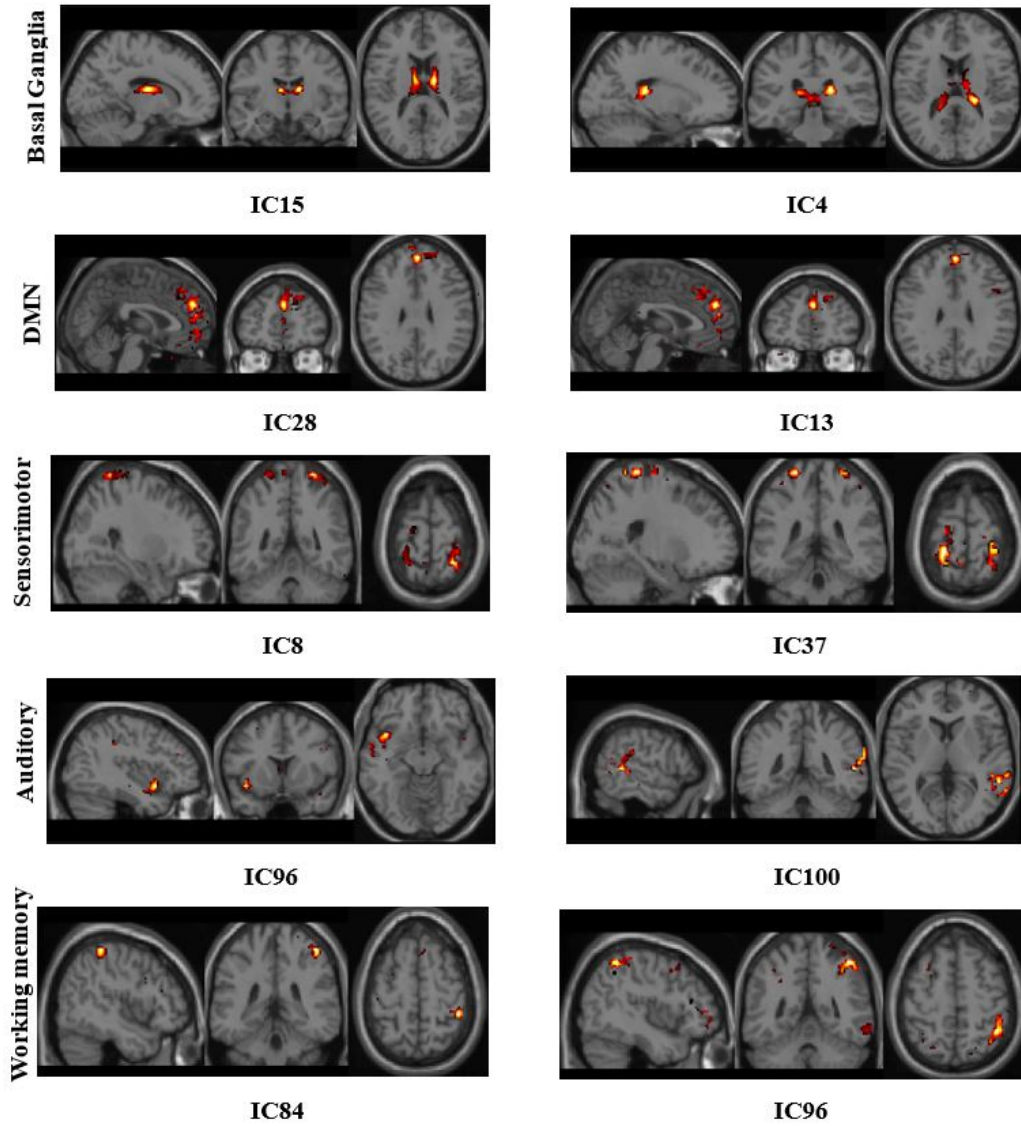 Basal Ganglia
IC15
IC4
DMN
IC28
IC13
Sensorimotor
IC8
IC37
Auditory
IC96
IC100
Working memory
IC84
IC96